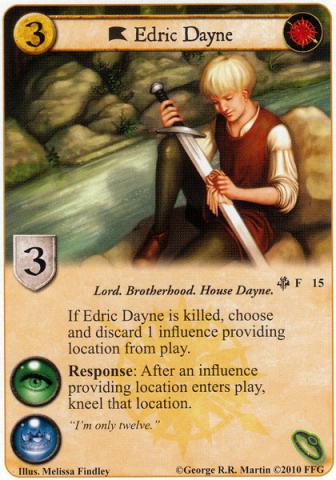 3
Edric Dayne
3
Lord. Brotherhood. House Dayne.
F 15
If Edric Dayne is killed, choose
and discard 1 influence providing
location from play.
Response: After an influence
providing location enters play,
kneel that location.
"I'm only twelve."
Illus. Melissa Findley
©George R.R. Martin ©2010 FFG